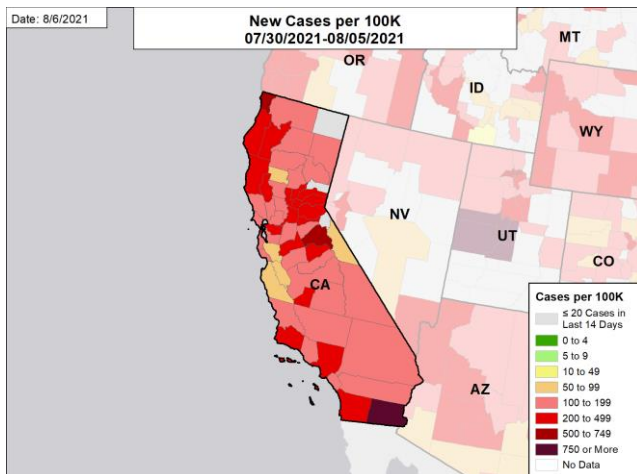 Date: 8/6/2021
New Cases per 100K
07/30/2021-08/05/2021
MT
OR
ID
WY
NV
UT
CO
CA
AZ
Cases per 100K
≤ 20 Cases in
Last 14 Days
0 to 4
5 to 9
10 to 49
50 to 99
100 to 199
200 to 499
500 to 749
750 or More
No Data